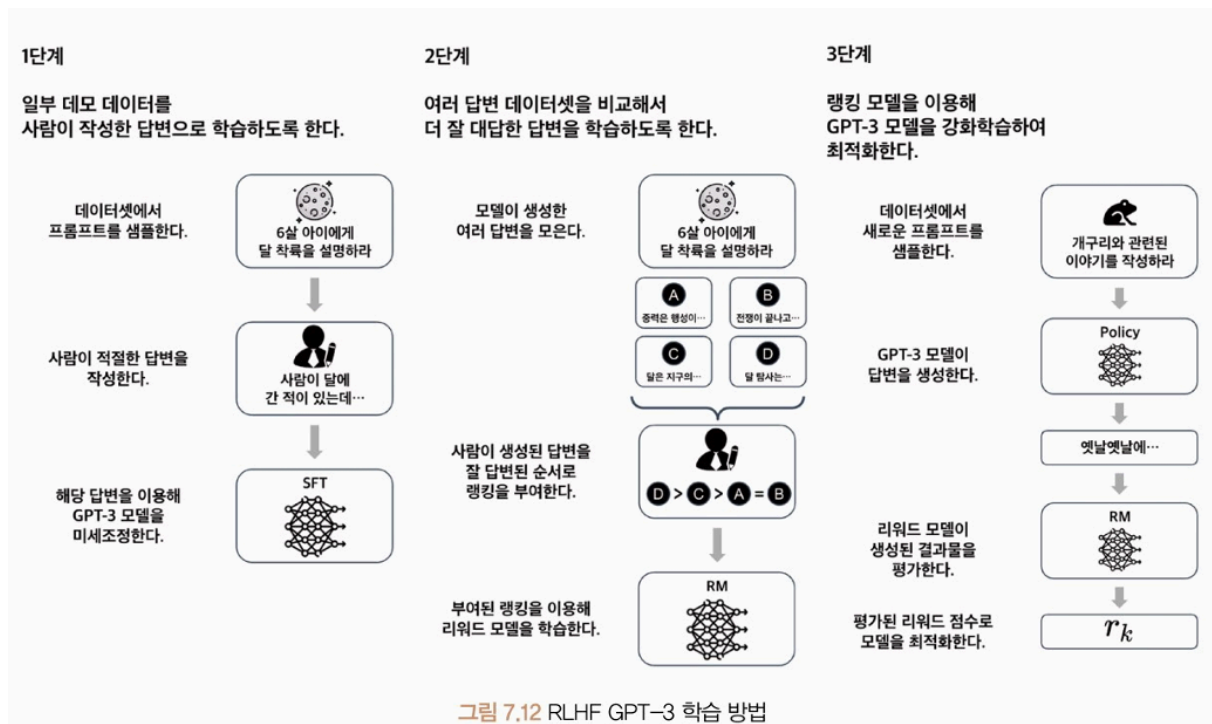 1단계
일부 데모 데이터를
사람이 작성한 답변으로 학습하도록 한다.
데이터셋에서
프롬프트를 샘플한다.
6살 아이에게
달 착륙을 설명하라
사람이 적절한 답변을
작성한다.
사람이 달에
간 적이 있는데…
해당 답변을 이용해
GPT-3 모델을
미세조정한다.
SFT
2단계
여러 답변 데이터셋을 비교해서
더 잘 대답한 답변을 학습하도록 한다.
모델이 생성한
여러 답변을 모은다.
6살 아이에게
달 착륙을 설명하라
A
중력은 행성이…
B
전쟁이 끝나고…
C
달은 지구의…
D
달 탐사는…
사람이 생성된 답변을
잘 답변된 순서로
랭킹을 부여한다.
D > C > A = B
부여된 랭킹을 이용해
리워드 모델을 학습한다.
RM
3단계
랭킹 모델을 이용해
GPT-3 모델을 강화학습하여
최적화한다.
데이터셋에서
새로운 프롬프트를
샘플한다.
개구리와 관련된
이야기를 작성하라
GPT-3 모델이
답변을 생성한다.
Policy
옛날옛날에…
리워드 모델이
생성된 결과물을
평가한다.
RM
평가된 리워드 점수로
모델을 최적화한다.
rk
그림 7.12 RLHF GPT-3 학습 방법